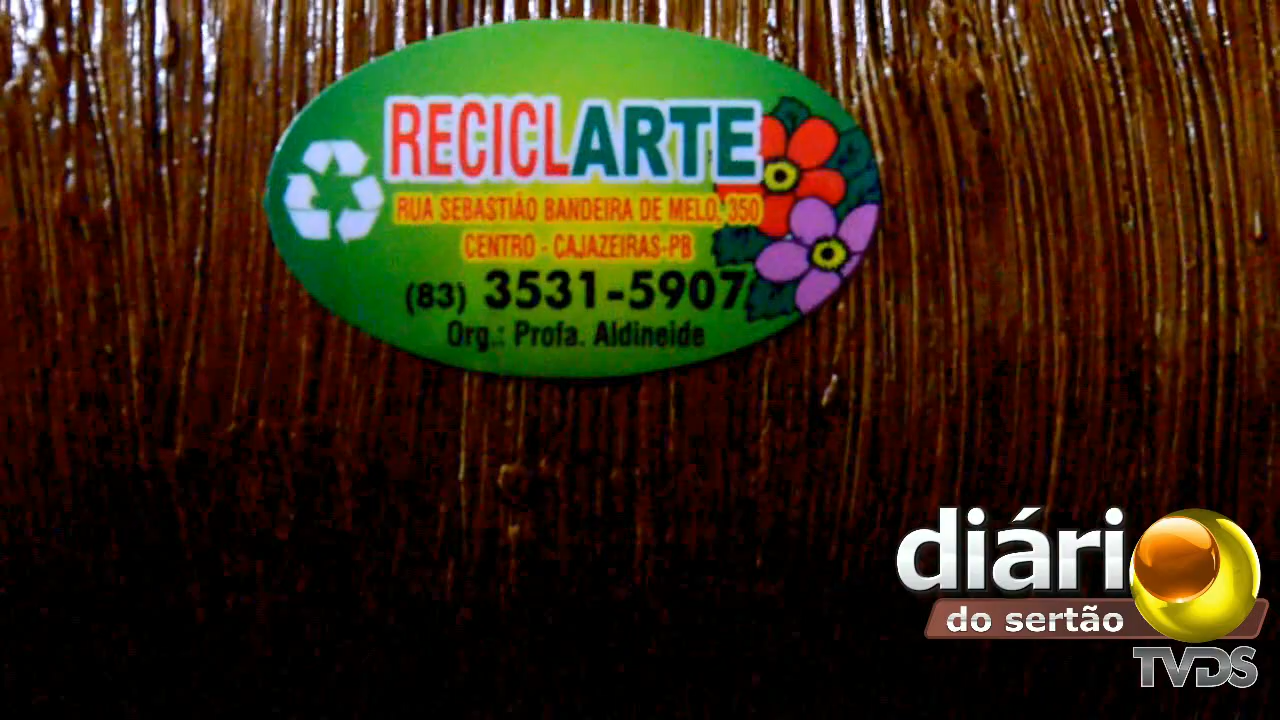 RECICLARTE
RUA SEBASTIÃO BANDEIRA DE MELO, 350
CENTRO - CAJAZEIRAS-PB
(83) 3531-5907
Org.: Profa. Aldineide
diário
do sertão
TVDS